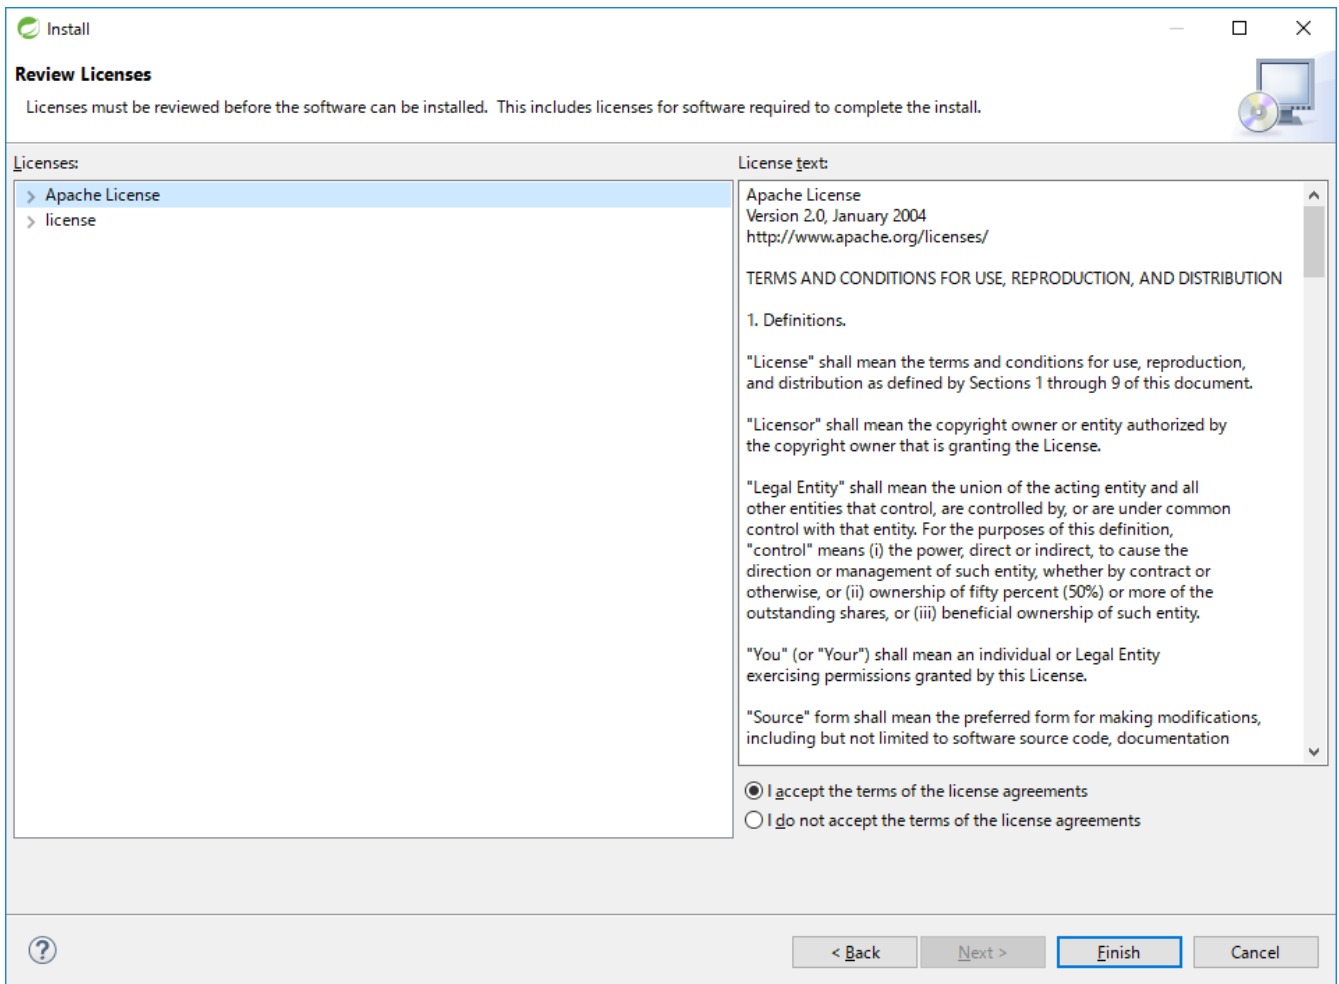 Install
Review Licenses
Licenses must be reviewed before the software can be installed.  This includes licenses for software required to complete the install.
Licenses:
Apache License
license
License text:
Apache License
Version 2.0, January 2004
http://www.apache.org/licenses/
TERMS AND CONDITIONS FOR USE, REPRODUCTION, AND DISTRIBUTION
1. Definitions.
"License" shall mean the terms and conditions for use, reproduction,
and distribution as defined by Sections 1 through 9 of this document.
"Licensor" shall mean the copyright owner or entity authorized by
the copyright owner that is granting the License.
"Legal Entity" shall mean the union of the acting entity and all
other entities that control, are controlled by, or are under common
control with that entity. For the purposes of this definition,
"control" means (i) the power, direct or indirect, to cause the
direction or management of such entity, whether by contract or
otherwise, or (ii) ownership of fifty percent (50%) or more of the
outstanding shares, or (iii) beneficial ownership of such entity.
"You" (or "Your") shall mean an individual or Legal Entity
exercising permissions granted by this License.
"Source" form shall mean the preferred form for making modifications,
including but not limited to software source code, documentation
I accept the terms of the license agreements
I do not accept the terms of the license agreements
?
< Back
Next >
Finish
Cancel